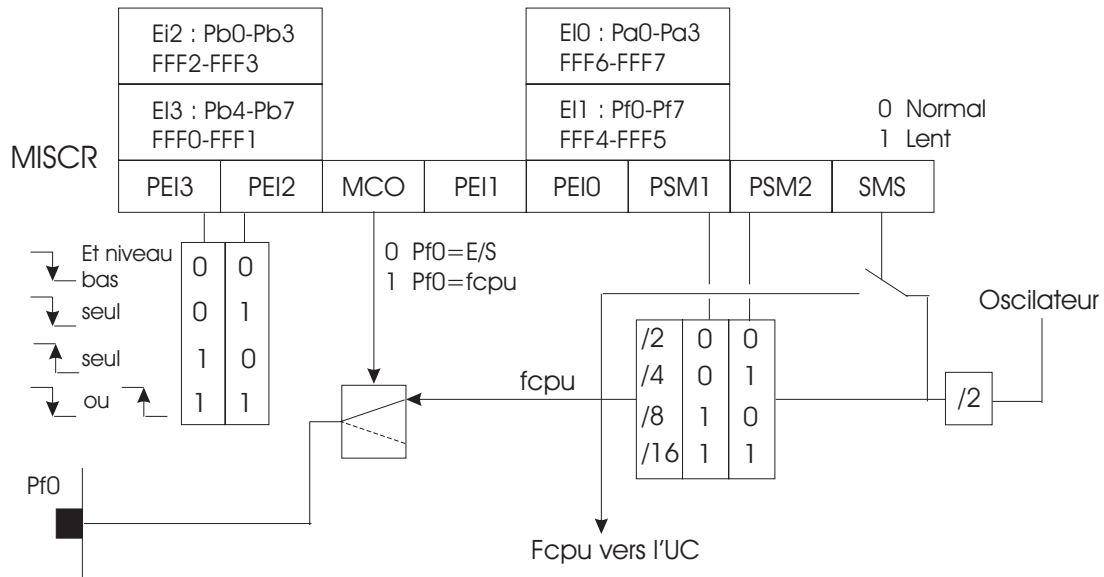 Ei2 : Pb0-Pb3
FFF2-FFF3
EI3 : Pb4-Pb7
FFF0-FFF1
EI0 : Pa0-Pa3
FFF6-FFF7
EI1 : Pf0-Pf7
FFF4-FFF5
0 Normal
1 Lent
MISCR
PEI3 PEI2 MCO PEI1 PEI0 PSM1 PSM2 SMS
Et niveau
bas
0 0
seul
0 1
seul
1 0
ou
1 1
0 Pf0=E/S
1 Pf0=fcpu
Oscilateur
/2 0 0
/4 0 1
/8 1 0
/16 1 1
fcpu
/2
Pf0
Fcpu vers l'UC